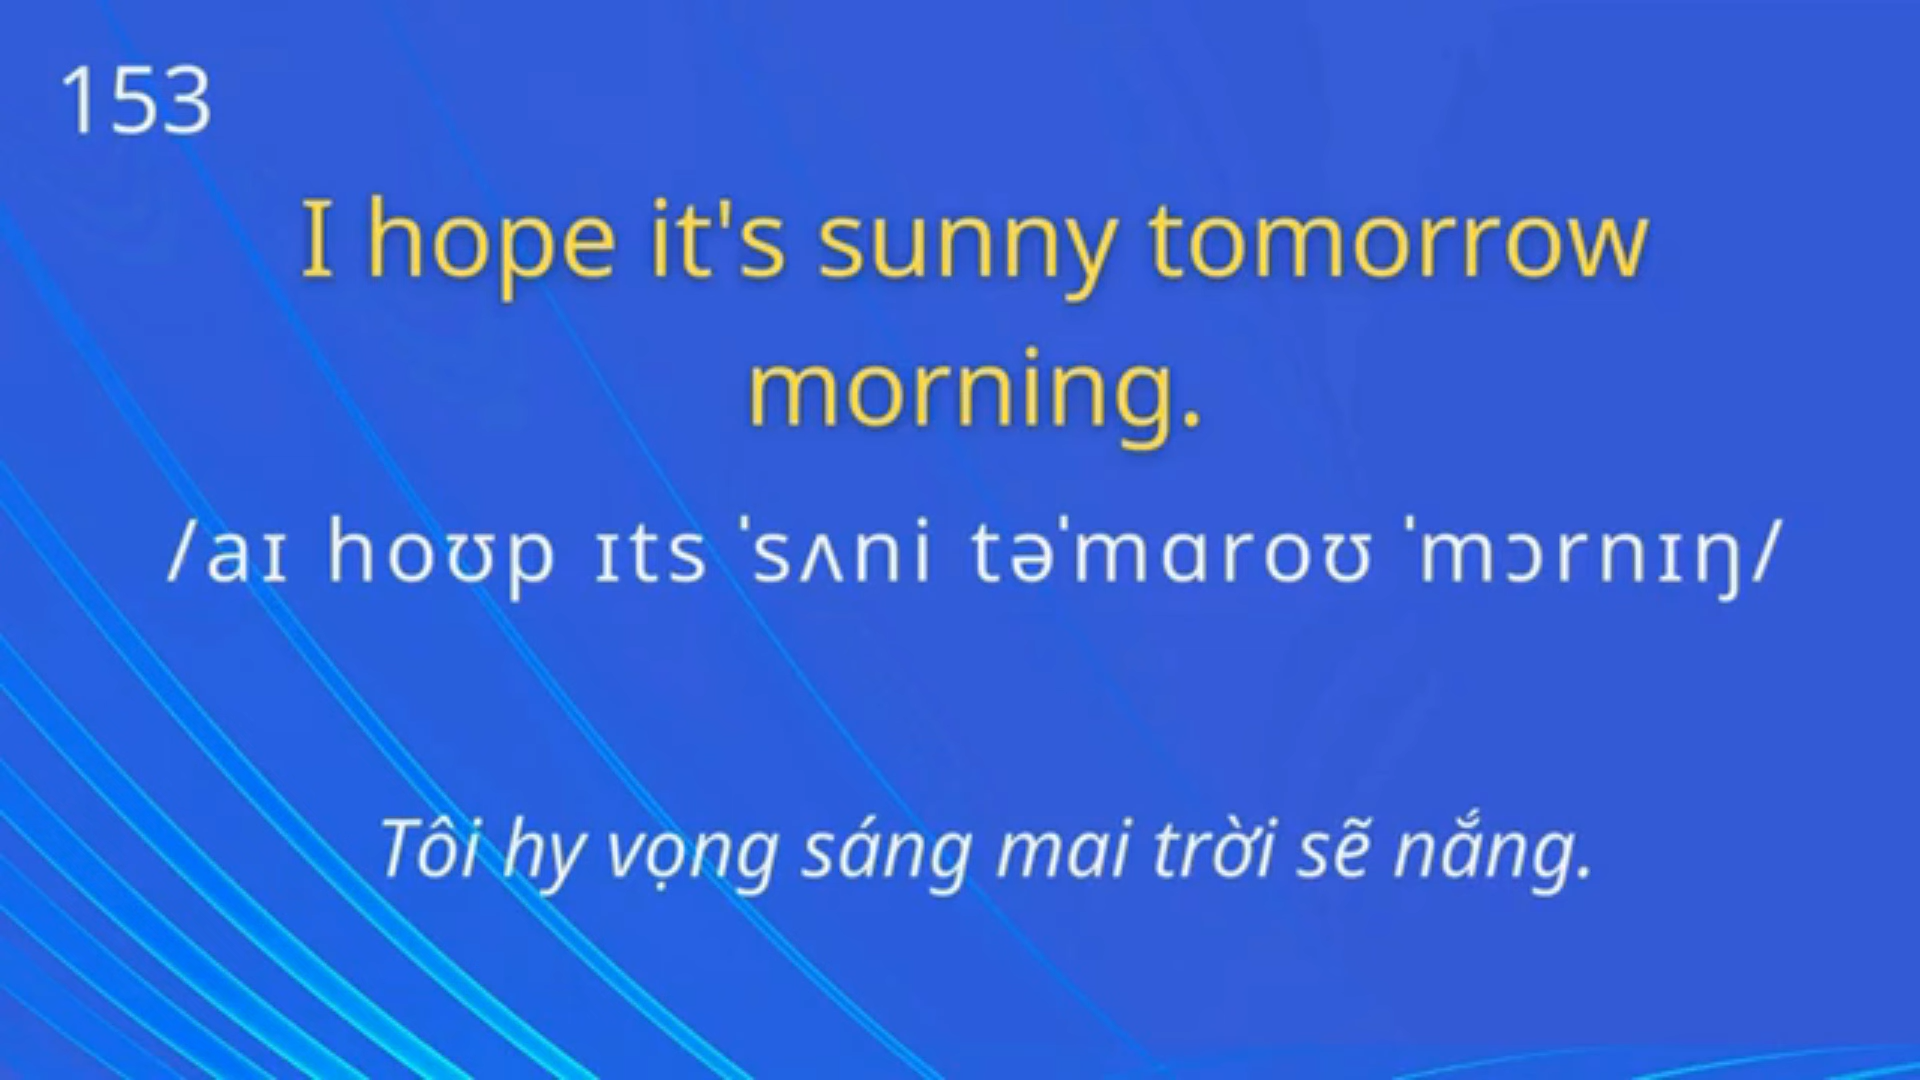 153
I hope it's sunny tomorrow
morning.
/aɪ hoʊp ɪts ˈsʌni təˈmɑroʊ ˈmɔrnɪŋ/
Tôi hy vọng sáng mai trời sẽ nắng.